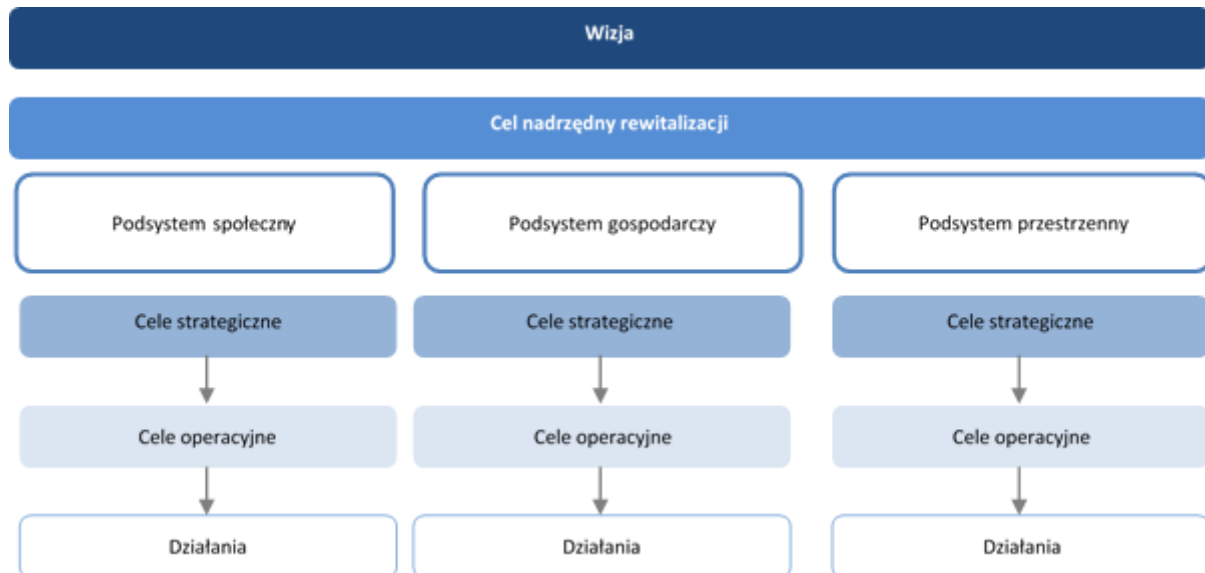 Wizja
Cel nadrzędny rewitalizacji
Podsystem społeczny
Podsystem gospodarczy
Podsystem przestrzenny
Cele strategiczne
Cele strategiczne
Cele strategiczne
Cele operacyjne
Cele operacyjne
Cele operacyjne
Działania
Działania
Działania